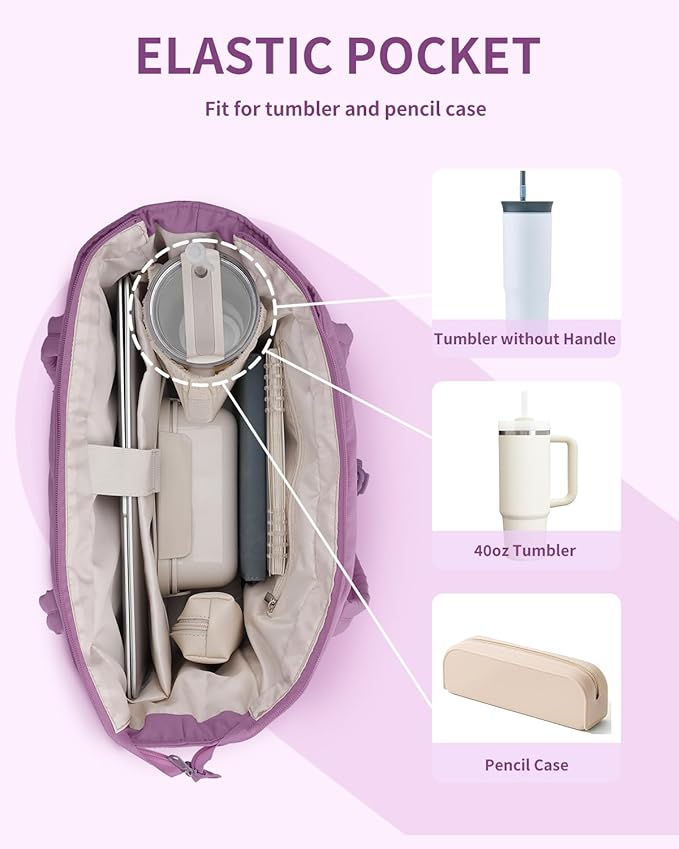 ELASTIC POCKET
Fit for tumbler and pencil case
Tumbler without Handle
40oz Tumbler
Pencil Case